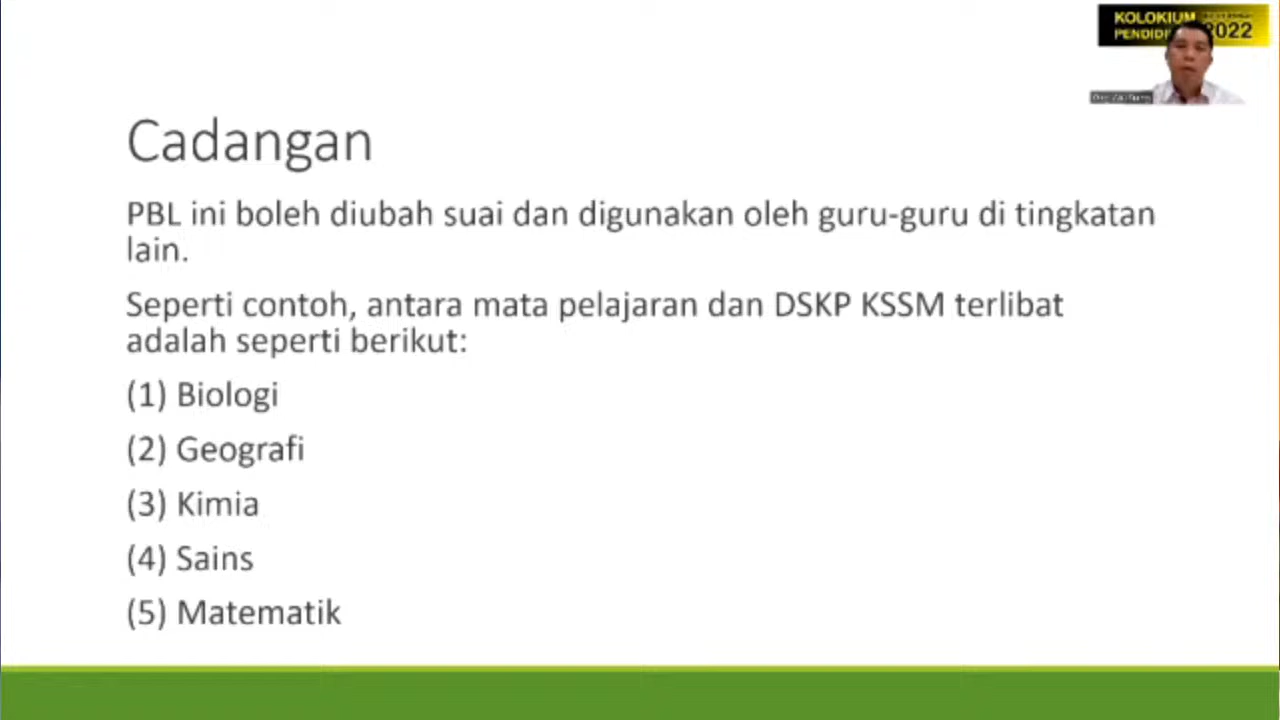 KOLOKIUM
2022
Cadangan
PBL ini boleh diubah suai dan digunakan oleh guru-guru di tingkatan
lain.
Seperti contoh, antara mata pelajaran dan DSKP KSSM terlibat
adalah seperti berikut:
(1) Biologi
(2) Geografi
(3) Kimia
(4) Sains
(5) Matematik